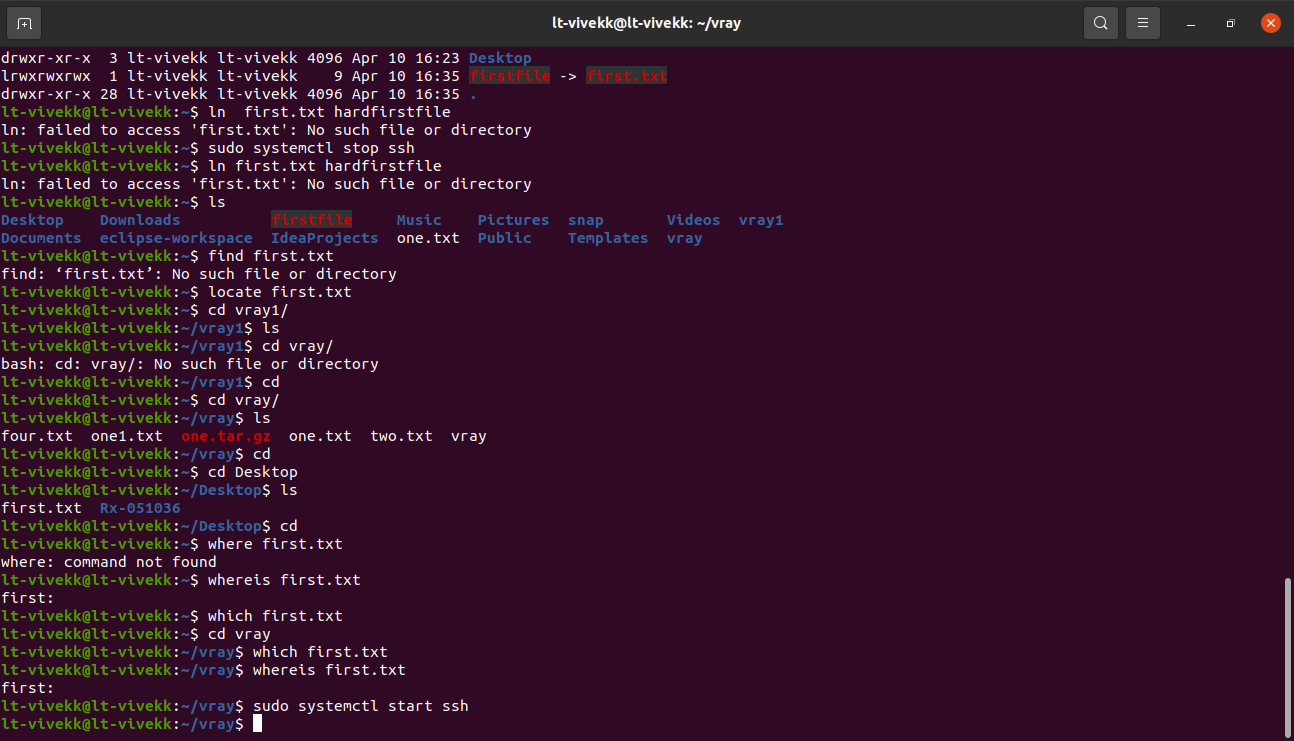 lt-vivekk@lt-vivekk: ~/vray
drwxr-xr-x  3 lt-vivekk lt-vivekk 4096 Apr 10 16:23 Desktop
lrwxrwxrwx  1 lt-vivekk lt-vivekk    9 Apr 10 16:35 firstfile -> first.txt
drwxr-xr-x 28 lt-vivekk lt-vivekk 4096 Apr 10 16:35 .
lt-vivekk@lt-vivekk:~$ ln  first.txt hardfirstfile
ln: failed to access 'first.txt': No such file or directory
lt-vivekk@lt-vivekk:~$ sudo systemctl stop ssh
lt-vivekk@lt-vivekk:~$ ln first.txt hardfirstfile
ln: failed to access 'first.txt': No such file or directory
lt-vivekk@lt-vivekk:~$ ls
Desktop    Downloads          firstfile     Music    Pictures  snap       Videos  vray1
Documents  eclipse-workspace  IdeaProjects  one.txt  Public    Templates  vray
lt-vivekk@lt-vivekk:~$ find first.txt
find: ‘first.txt’: No such file or directory
lt-vivekk@lt-vivekk:~$ locate first.txt
lt-vivekk@lt-vivekk:~$ cd vray1/
lt-vivekk@lt-vivekk:~/vray1$ ls
lt-vivekk@lt-vivekk:~/vray1$ cd vray/
bash: cd: vray/: No such file or directory
lt-vivekk@lt-vivekk:~/vray1$ cd
lt-vivekk@lt-vivekk:~$ cd vray/
lt-vivekk@lt-vivekk:~/vray$ ls
four.txt  one1.txt  one.tar.gz  one.txt  two.txt  vray
lt-vivekk@lt-vivekk:~/vray$ cd
lt-vivekk@lt-vivekk:~$ cd Desktop
lt-vivekk@lt-vivekk:~/Desktop$ ls
first.txt  Rx-051036
lt-vivekk@lt-vivekk:~/Desktop$ cd
lt-vivekk@lt-vivekk:~$ where first.txt
where: command not found
lt-vivekk@lt-vivekk:~$ whereis first.txt
first:
lt-vivekk@lt-vivekk:~$ which first.txt
lt-vivekk@lt-vivekk:~$ cd vray
lt-vivekk@lt-vivekk:~/vray$ which first.txt
lt-vivekk@lt-vivekk:~/vray$ whereis first.txt
first:
lt-vivekk@lt-vivekk:~/vray$ sudo systemctl start ssh
lt-vivekk@lt-vivekk:~/vray$